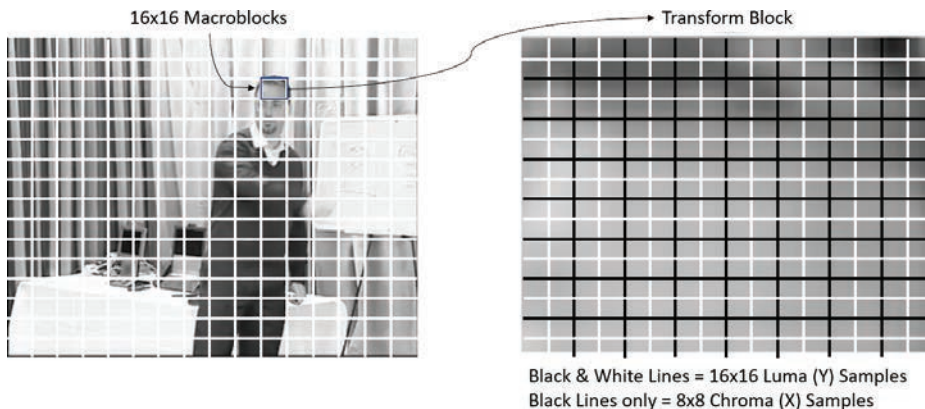 16x16 Macroblocks
Transform Block
Black & White Lines = 16x16 Luma (Y) Samples
Black Lines only = 8x8 Chroma (X) Samples